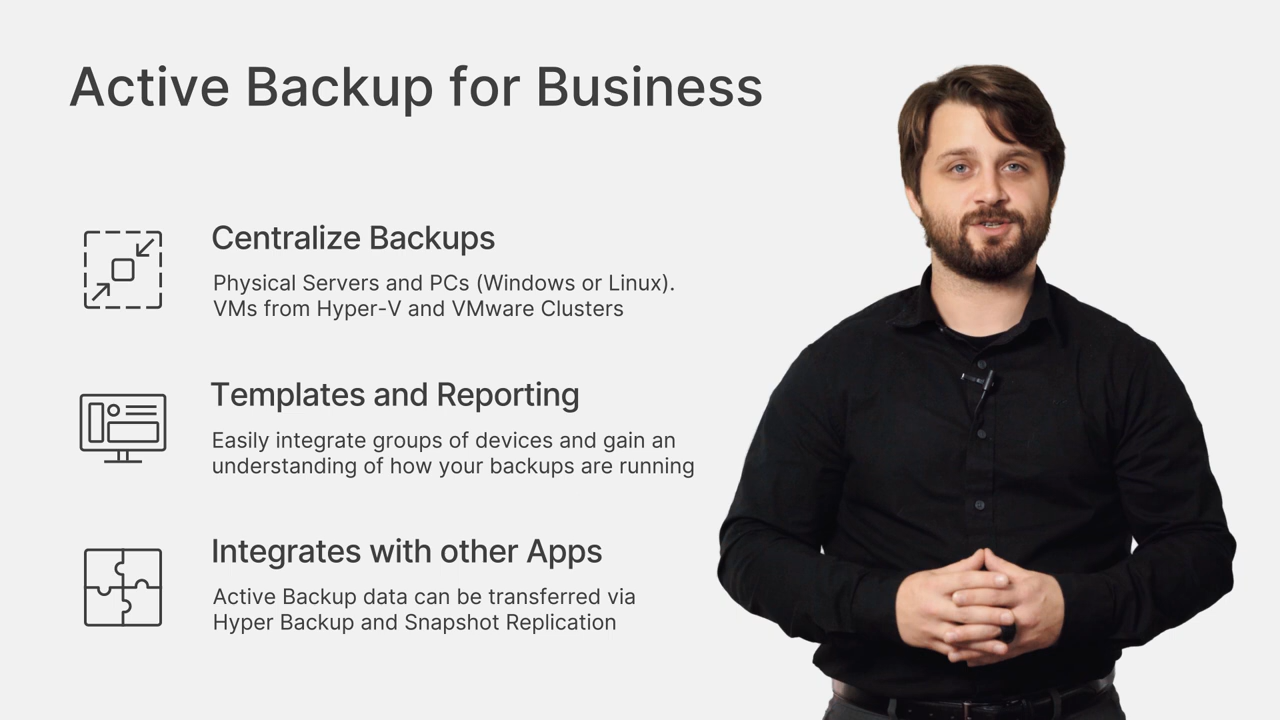 Active Backup for Business
Centralize Backups
Physical Servers and PCs (Windows or Linux).
VMs from Hyper-V and VMware Clusters
Templates and Reporting
Easily integrate groups of devices and gain an
understanding of how your backups are running
Integrates with other Apps
Active Backup data can be transferred via
Hyper Backup and Snapshot Replication